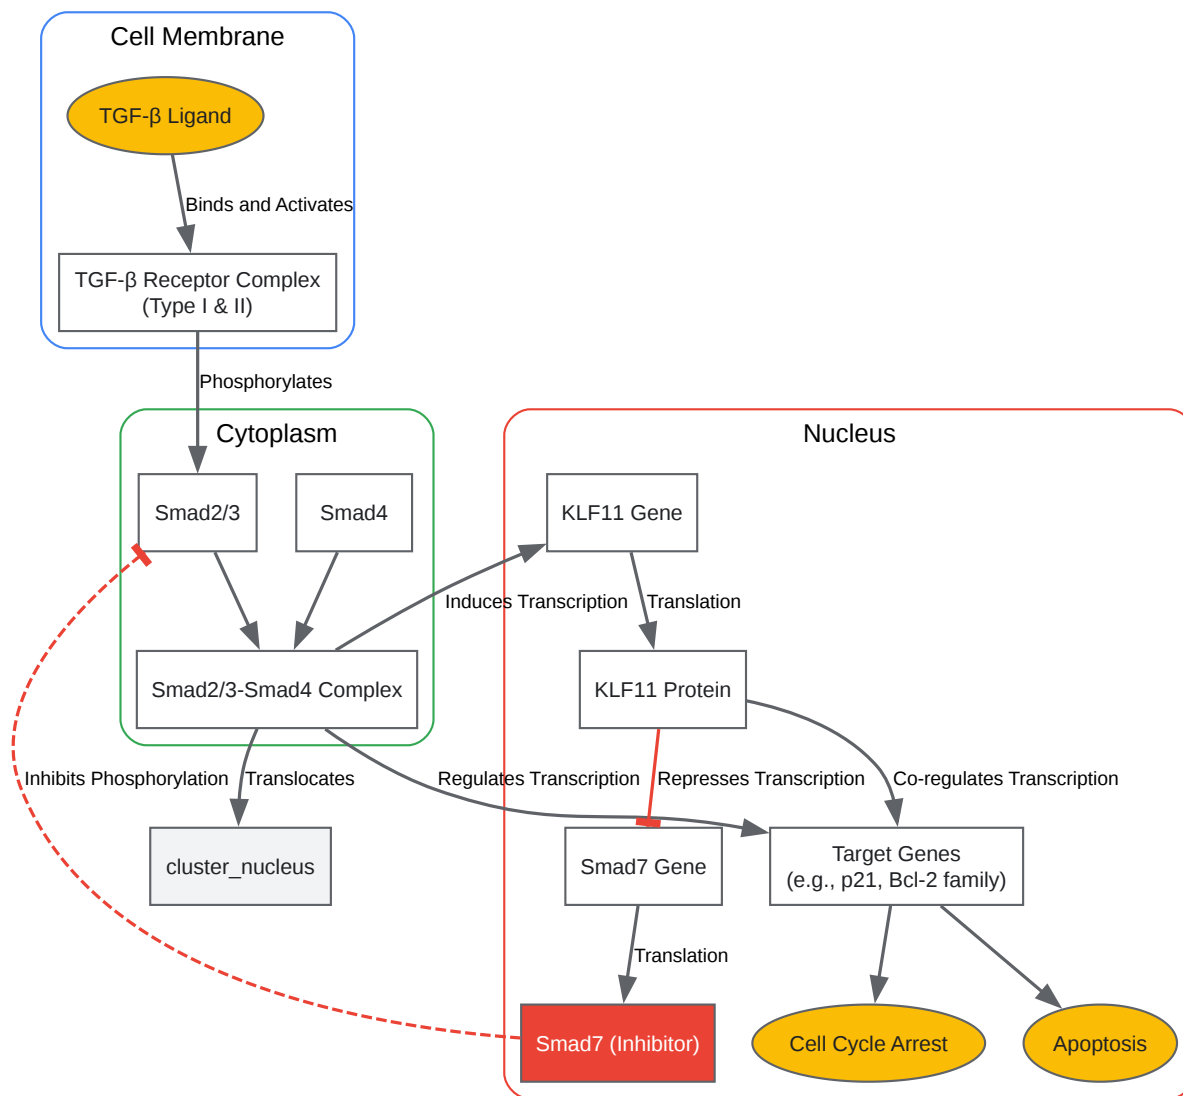 Cell Membrane
TGF-β Ligand
Binds and Activates
TGF-β Receptor Complex
(Type I & II)
Phosphorylates
Cytoplasm
Nucleus
Smad2/3
Smad4
KLF11 Gene
Induces Transcription
Translation
Smad2/3-Smad4 Complex
KLF11 Protein
Inhibits Phosphorylation
Translocates
Regulates Transcription
Represses Transcription
Co-regulates Transcription
cluster_nucleus
Smad7 Gene
Target Genes
(e.g., p21, Bcl-2 family)
Translation
Smad7 (Inhibitor)
Cell Cycle Arrest
Apoptosis